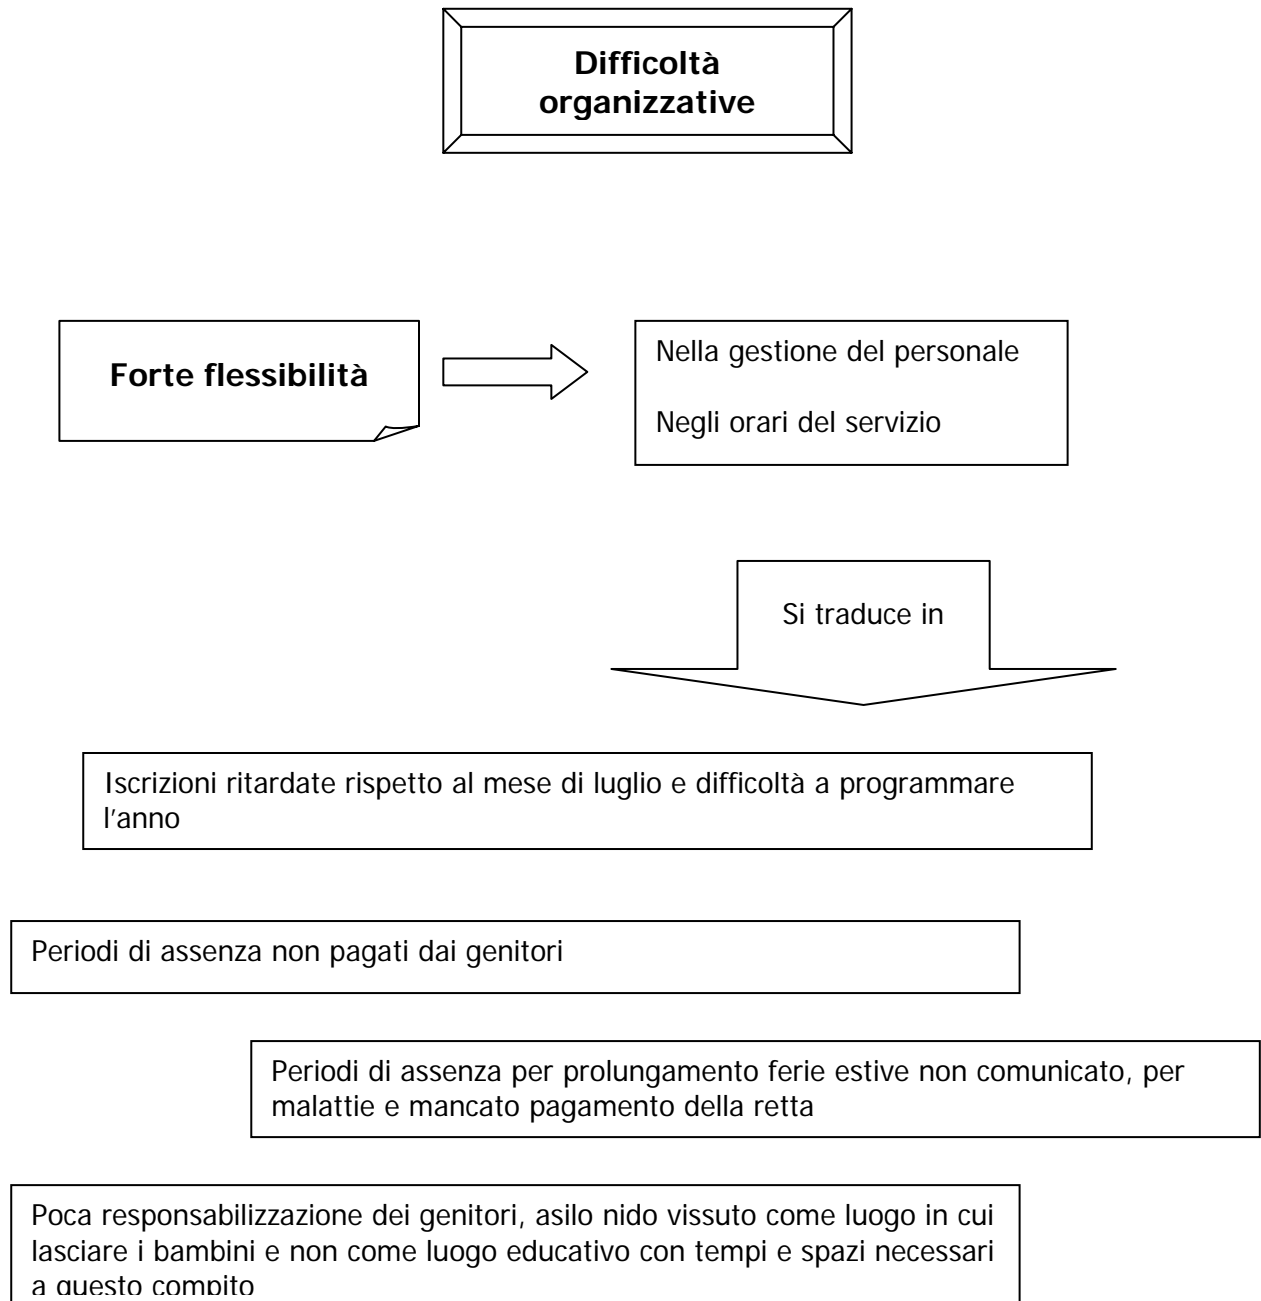 Difficoltà
organizzative
Forte flessibilità
Nella gestione del personale
Negli orari del servizio
Si traduce in
Iscrizioni ritardate rispetto al mese di luglio e difficoltà a programmare
l'anno
Periodi di assenza non pagati dai genitori
Periodi di assenza per prolungamento ferie estive non comunicato, per
malattie e mancato pagamento della retta
Poca responsabilizzazione dei genitori, asilo nido vissuto come luogo in cui
lasciare i bambini e non come luogo educativo con tempi e spazi necessari
a questo compito